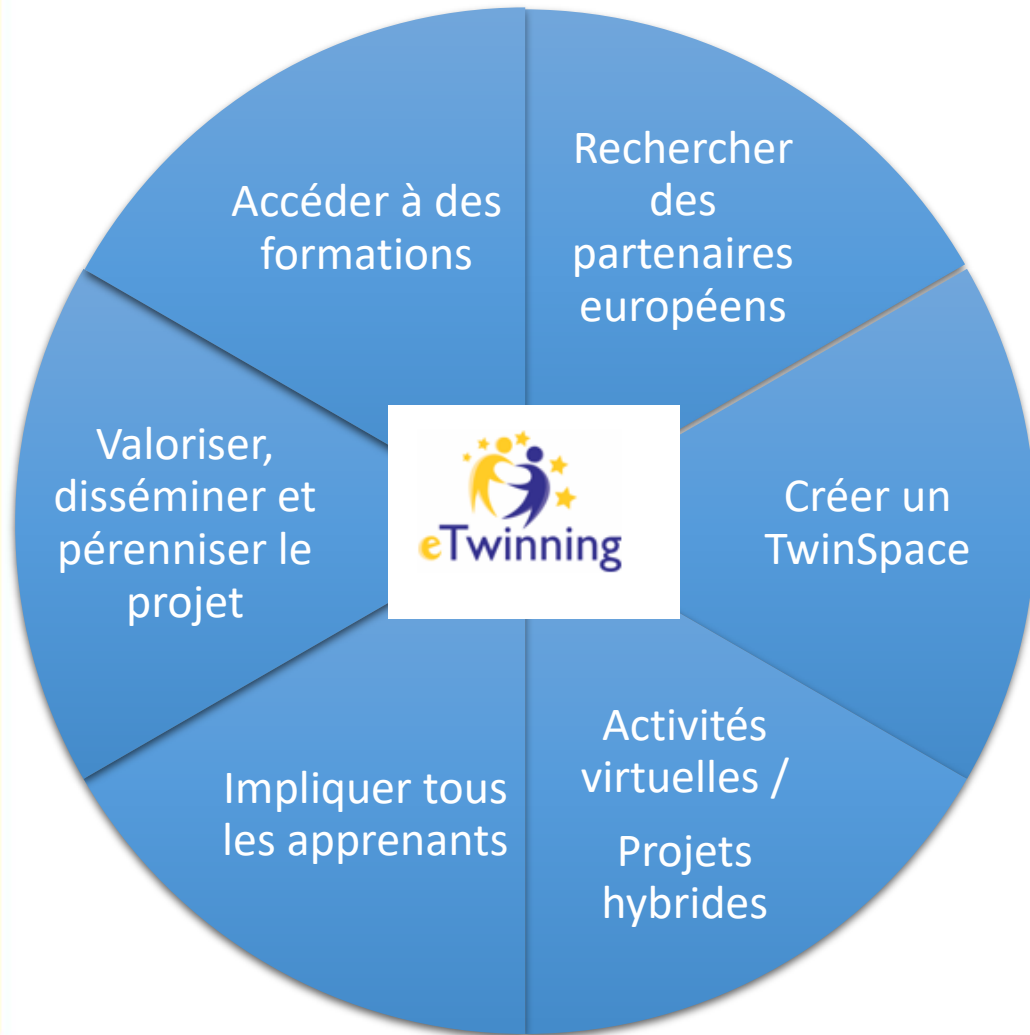 Rechercher
des
partenaires
européens
Créer un
TwinSpace
Activités
virtuelles /
Projets
hybrides
Impliquer tous
les apprenants
Valoriser,
disséminer et
pérenniser le
projet
Accéder à des
formations
eTwinning